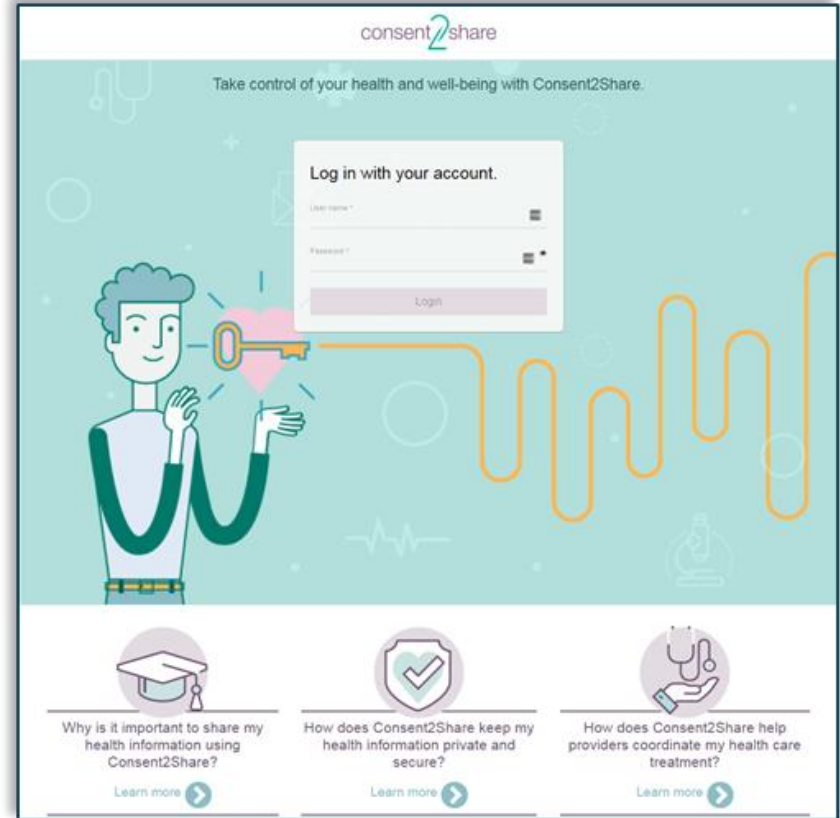 consent2share
Take control of your health and well-being with Consent2Share.
Log in with your account.
User name *
Password *
Login
Why is it important to share my
health information using
Consent2Share?
Learn more
How does Consent2Share keep my
health information private and
secure?
Learn more
How does Consent2Share help
providers coordinate my health care
treatment?
Learn more